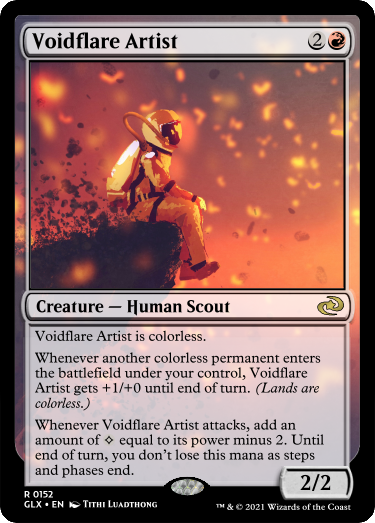 Voidflare Artist 2
Creature — Human Scout
Voidflare Artist is colorless.
Whenever another colorless permanent enters
the battlefield under your control, Voidflare
Artist gets +1/+0 until end of turn. (Lands are
colorless.)
Whenever Voidflare Artist attacks, add an
amount of equal to its power minus 2. Until
end of turn, you don't lose this mana as steps
and phases end.
2/2
R 0152
GLX • EN Tithi Luadthong
™ & © 2021 Wizards of the Coast